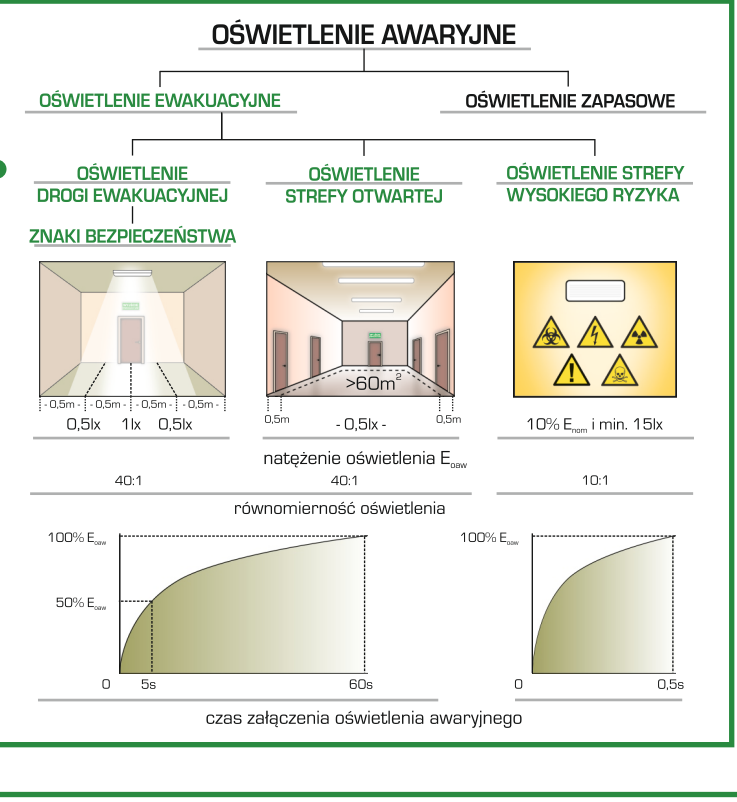 OŚWIETLENIE AWARYJNE
OŚWIETLENIE EWAKUACYJNE
OŚWIETLENIE ZAPASOWE
OŚWIETLENIE
DROGI EWAKUACYJNEJ
ZNAKI BEZPIECZEŃSTWA
OŚWIETLENIE
STREFY OTWARTEJ
OŚWIETLENIE STREFY
WYSOKIEGO RYZYKA
>60m²
- 0,5m - - 0,5m - - 0,5m - - 0,5m -
0,5lx 1lx 0,5lx
0,5m - 0,5lx - 0,5m
10% Enom i min. 15lx
natężenie oświetlenia Eoaw
40:1 40:1 10:1
równomierność oświetlenia
100% Eoaw
50% Eoaw
0 5s 60s
100% Eoaw
0 0,5s
czas załączenia oświetlenia awaryjnego